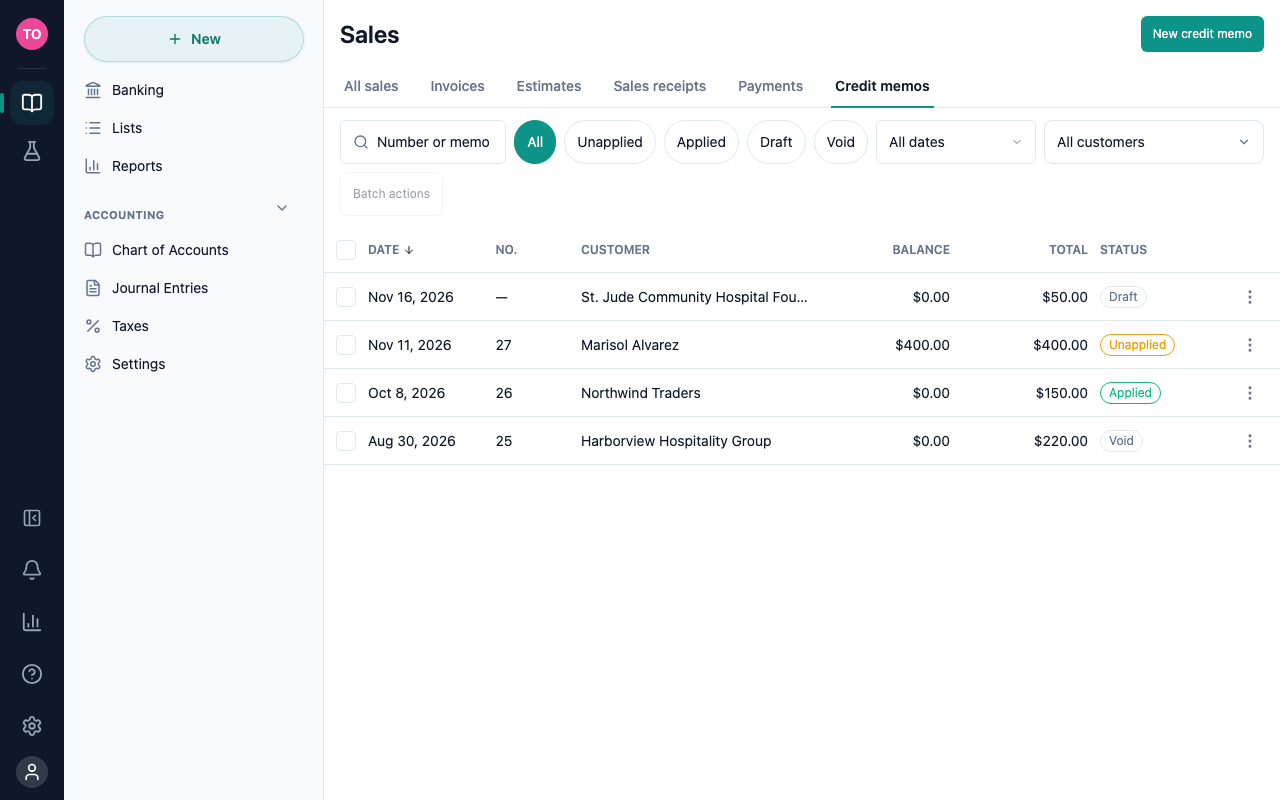 TO
New
Banking
Lists
Reports
ACCOUNTING
Chart of Accounts
Journal Entries
Taxes
Settings
Sales
New credit memo
All sales
Invoices
Estimates
Sales receipts
Payments
Credit memos
Number or memo
All
Unapplied
Applied
Draft
Void
All dates
All customers
Batch actions
DATE NO. CUSTOMER BALANCE TOTAL STATUS
Nov 16, 2026 — St. Jude Community Hospital Fou... $0.00 $50.00 Draft
Nov 11, 2026 27 Marisol Alvarez $400.00 $400.00 Unapplied
Oct 8, 2026 26 Northwind Traders $0.00 $150.00 Applied
Aug 30, 2026 25 Harborview Hospitality Group $0.00 $220.00 Void